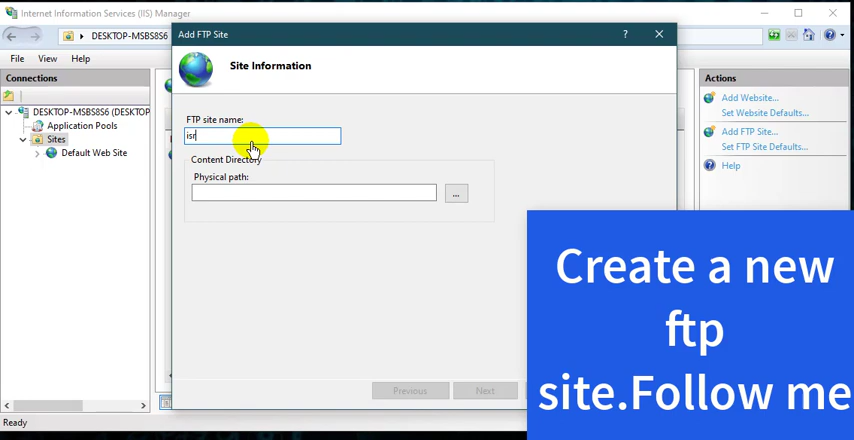 Internet Information Services (IIS) Manager
DESKTOP-MSBS8S6
File View Help
Connections
DESKTOP-MSBS8S6 (DESKTOP
Application Pools
Sites
Default Web Site
Ready
Add FTP Site
?
Site Information
FTP site name:
isr
Content Directory
Physical path:
...
Previous Next
Actions
Add Website...
Set Website Defaults...
Add FTP Site...
Set FTP Site Defaults...
Help
Create a new
ftp
site.Follow me